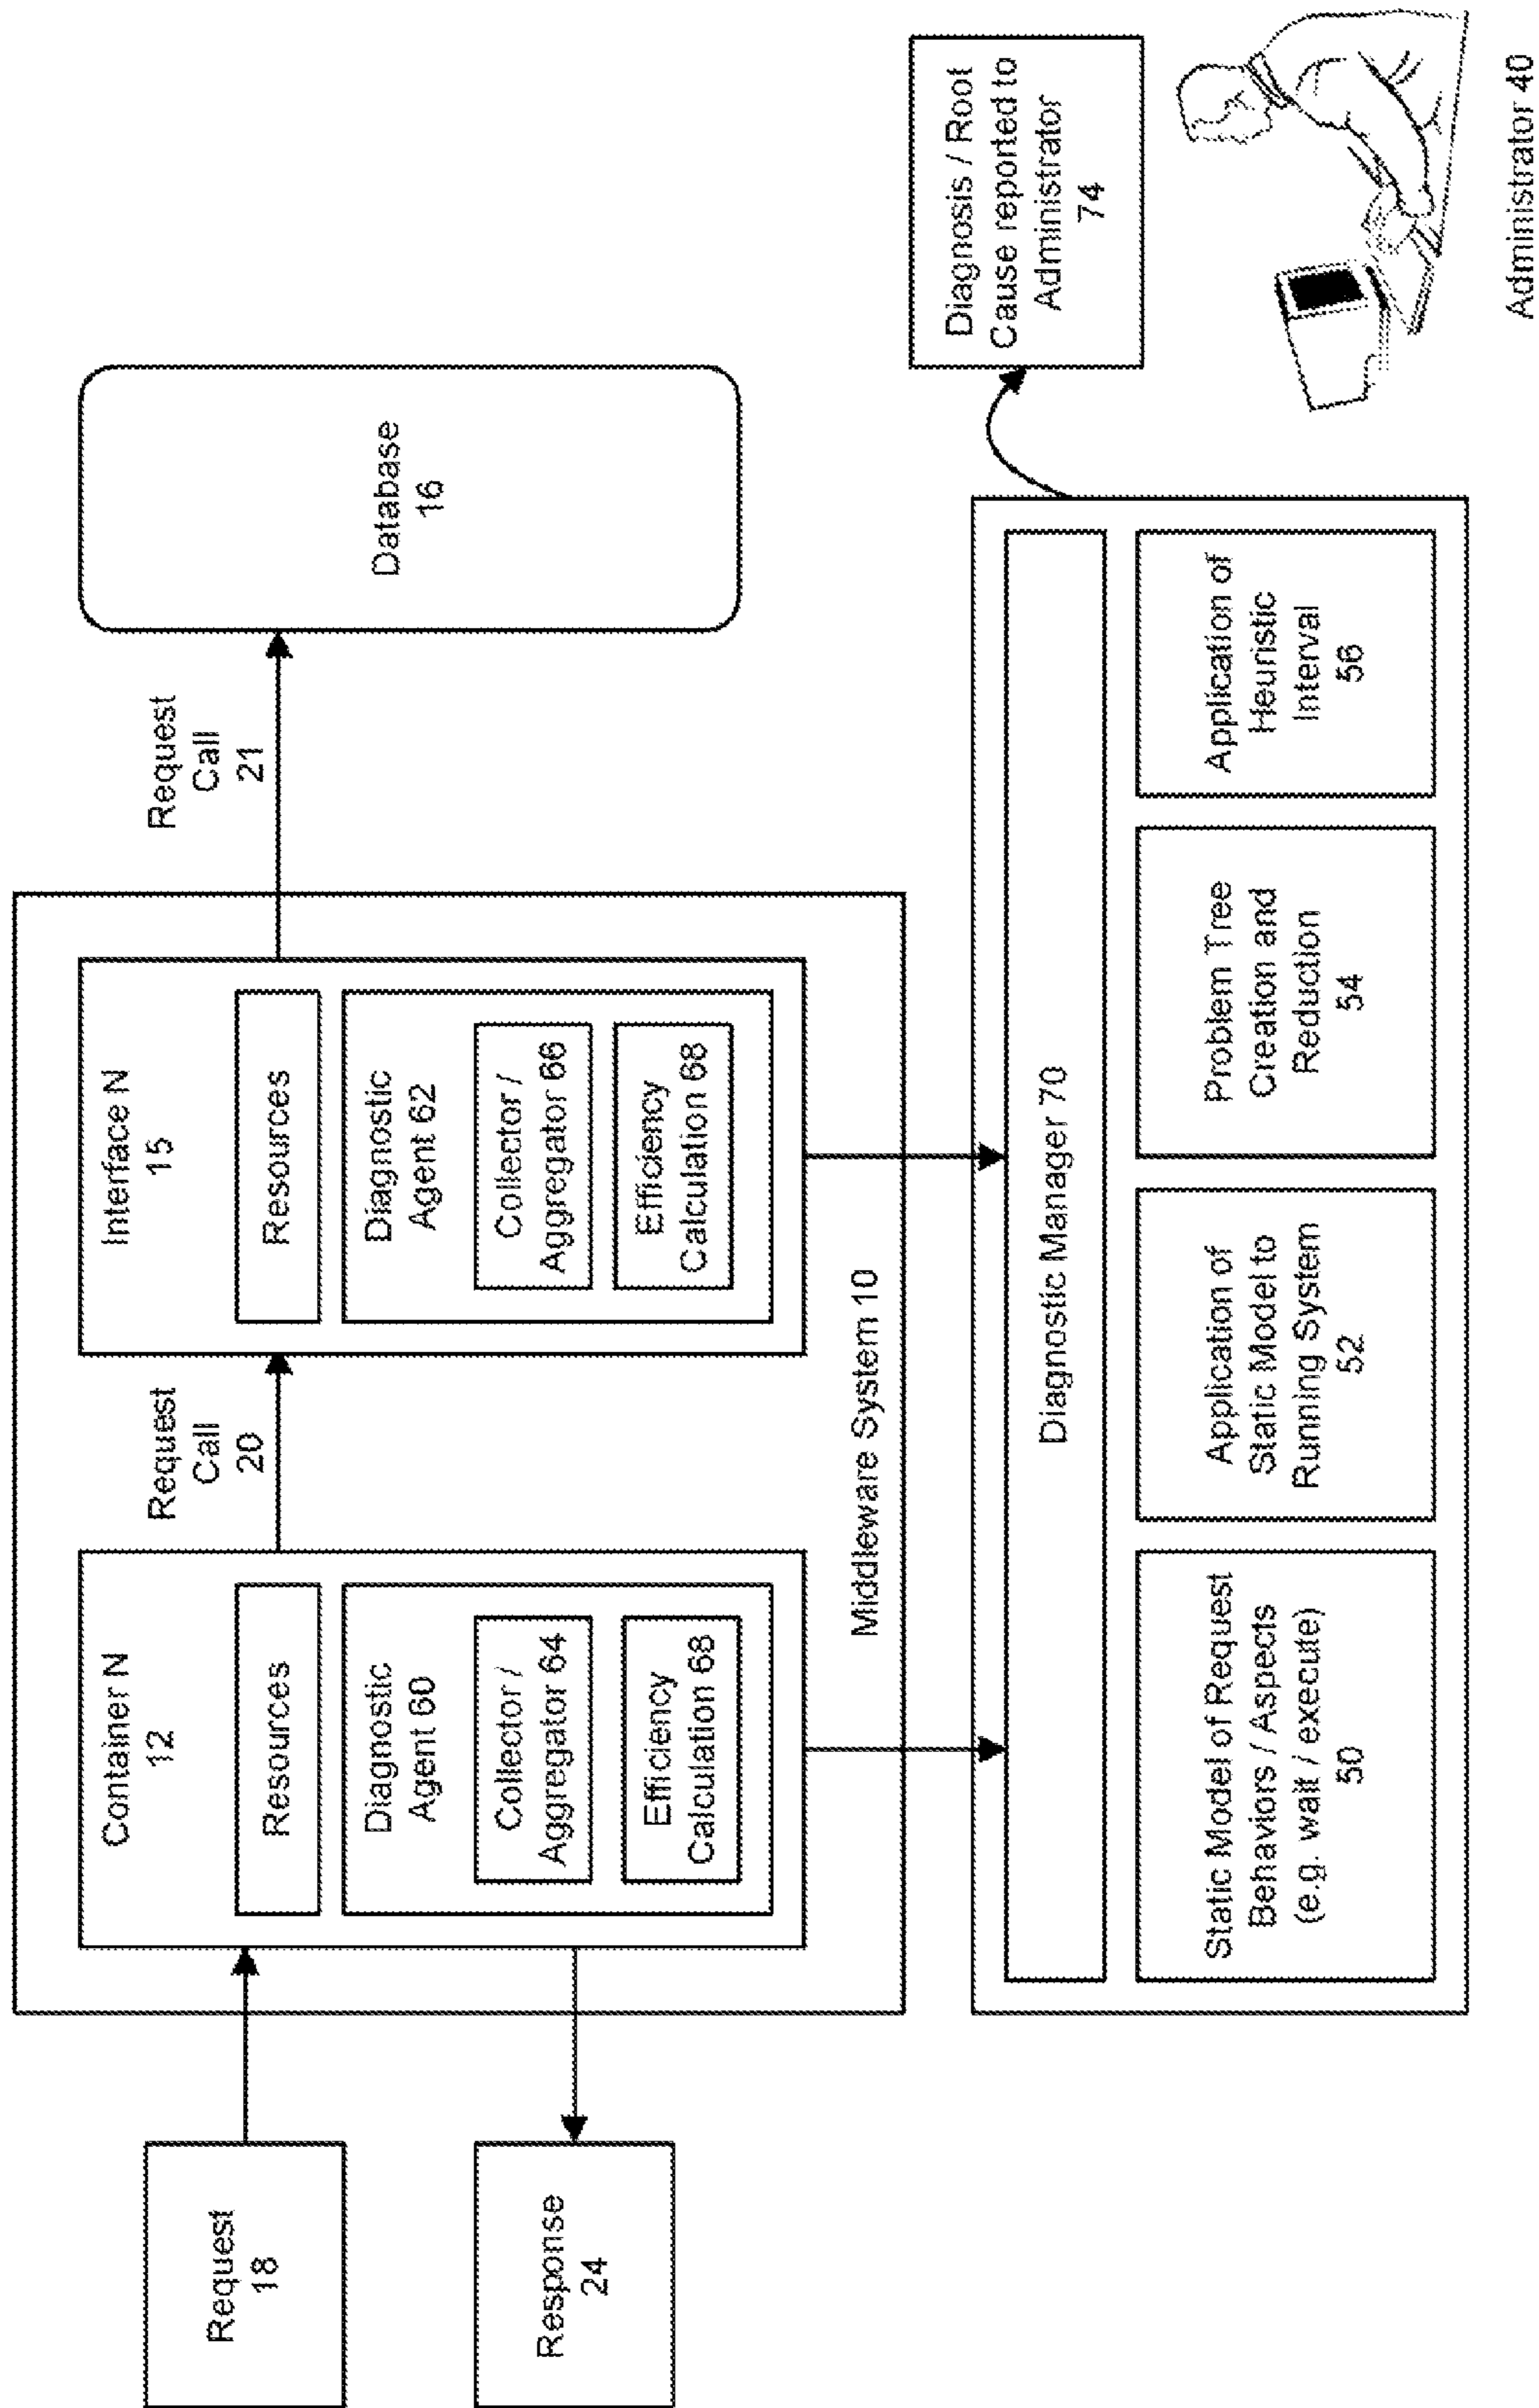 Request
18
Response
24
Container N
12
Resources
Diagnostic
Agent 60
Collector /
Aggregator 64
Efficiency
Calculation 68
Request
Call
20
Interface N
15
Resources
Diagnostic
Agent 62
Collector /
Aggregator 66
Efficiency
Calculation 68
Middleware System 10
Request
Call
21
Database
16
Diagnostic Manager 70
Static Model of Request
Behaviors / Aspects
(e.g. wait / execute)
50
Application of
Static Model to
Running System
52
Problem Tree
Creation and
Reduction
54
Application of
Heuristic
Interval
56
Diagnosis / Root
Cause reported to
Administrator
74
Administrator 40